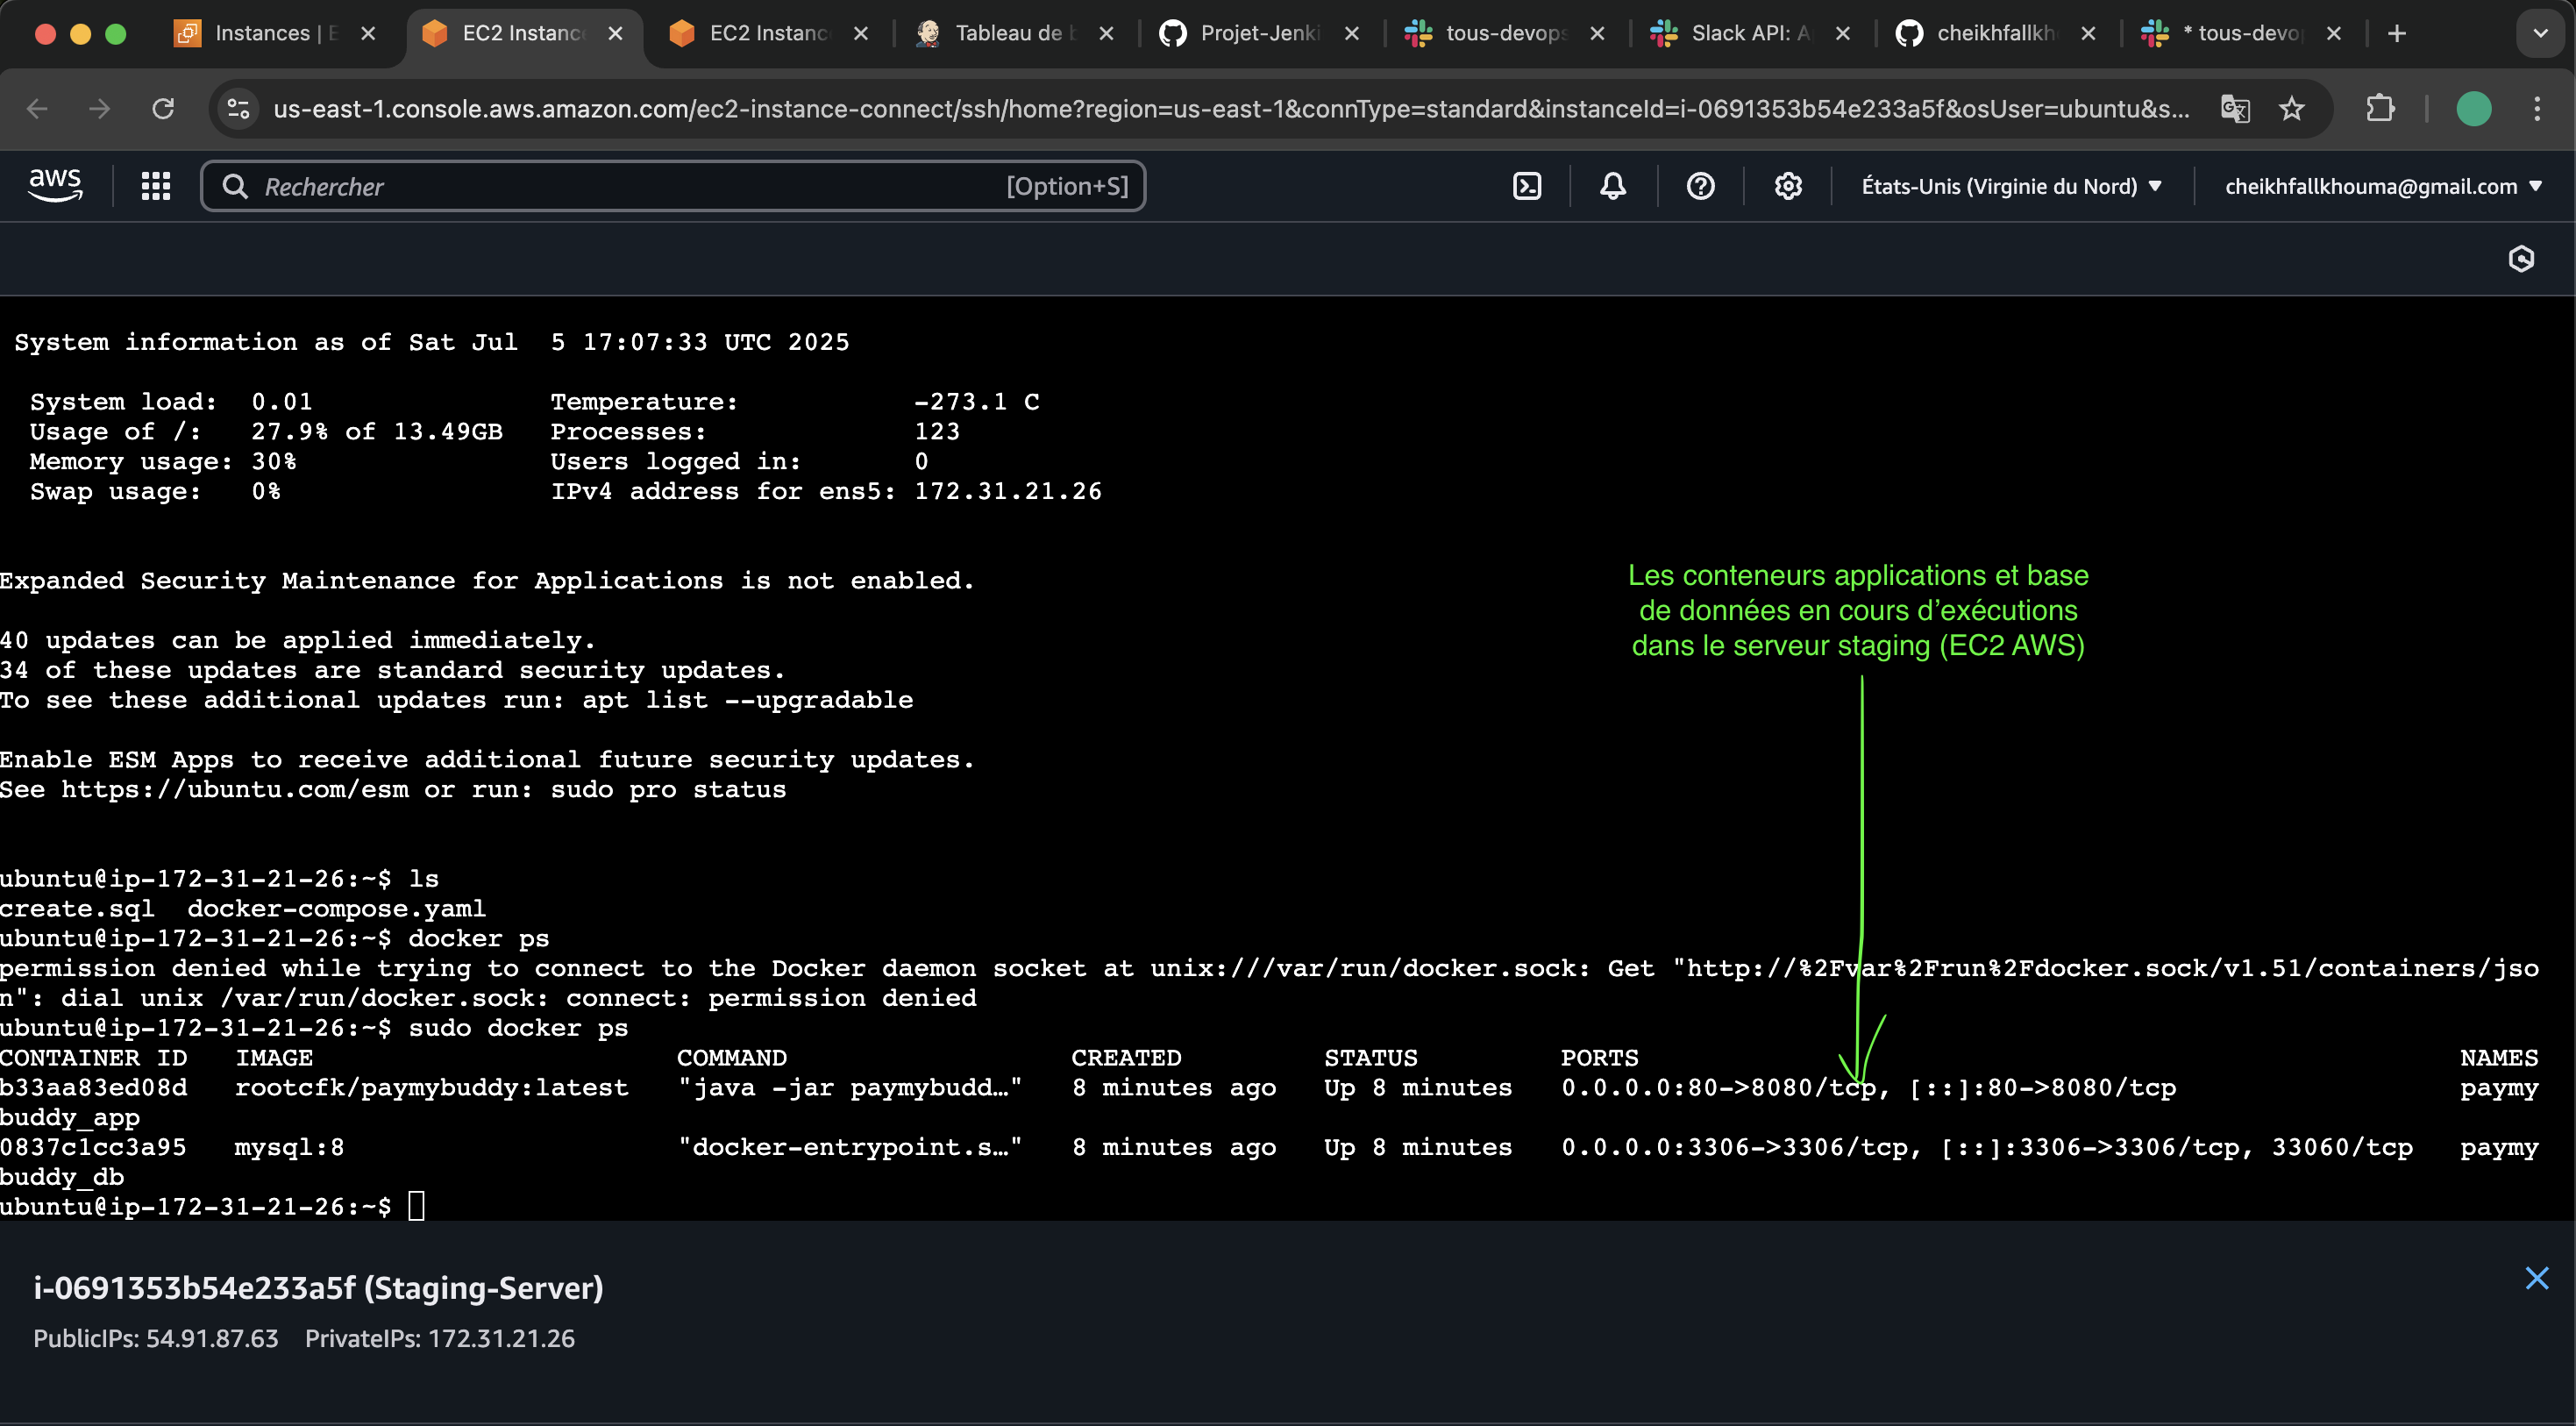 Instances | E
EC2 Instanc
EC2 Instanc
Tableau de b
Projet-Jenki
tous-devops
Slack API: A
cheikhfallkh
* tous-devo
us-east-1.console.aws.amazon.com/ec2-instance-connect/ssh/home?region=us-east-1&connType=standard&instanceId=i-0691353b54e233a5f&osUser=ubuntu&s...
aws
Rechercher [Option+S]
États-Unis (Virginie du Nord)
cheikhfallkhouma@gmail.com
System information as of Sat Jul  5 17:07:33 UTC 2025
System load:  0.01 Temperature: -273.1 C
Usage of /:   27.9% of 13.49GB Processes: 123
Memory usage: 30% Users logged in: 0
Swap usage:   0% IPv4 address for ens5: 172.31.21.26
Expanded Security Maintenance for Applications is not enabled.
Les conteneurs applications et base
de données en cours d’exécutions
dans le serveur staging (EC2 AWS)
40 updates can be applied immediately.
34 of these updates are standard security updates.
To see these additional updates run: apt list --upgradable
Enable ESM Apps to receive additional future security updates.
See https://ubuntu.com/esm or run: sudo pro status
ubuntu@ip-172-31-21-26:~$ ls
create.sql  docker-compose.yaml
ubuntu@ip-172-31-21-26:~$ docker ps
permission denied while trying to connect to the Docker daemon socket at unix:///var/run/docker.sock: Get "http://%2Fvar%2Frun%2Fdocker.sock/v1.51/containers/jso
n": dial unix /var/run/docker.sock: connect: permission denied
ubuntu@ip-172-31-21-26:~$ sudo docker ps
CONTAINER ID   IMAGE   COMMAND   CREATED   STATUS   PORTS   NAMES
b33aa83ed08d   rootcfk/paymybuddy:latest   "java -jar paymybudd…"   8 minutes ago   Up 8 minutes   0.0.0.0:80->8080/tcp, [::]:80->8080/tcp   paymy
buddy_app
0837c1cc3a95   mysql:8   "docker-entrypoint.s…"   8 minutes ago   Up 8 minutes   0.0.0.0:3306->3306/tcp, [::]:3306->3306/tcp, 33060/tcp   paymy
buddy_db
ubuntu@ip-172-31-21-26:~$
i-0691353b54e233a5f (Staging-Server)
PublicIPs: 54.91.87.63 PrivateIPs: 172.31.21.26